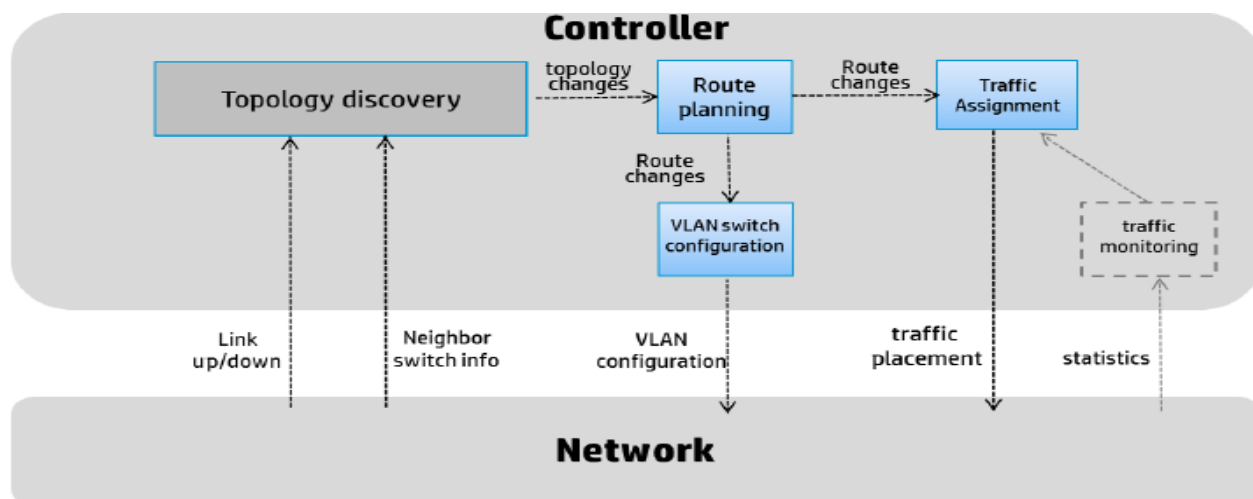 Controller
Topology discovery
topology
changes
Route
planning
Route
changes
Traffic
Assignment
Route
changes
VLAN switch
configuration
traffic
monitoring
Link
up/down
Neighbor
switch info
VLAN
configuration
traffic
placement
statistics
Network